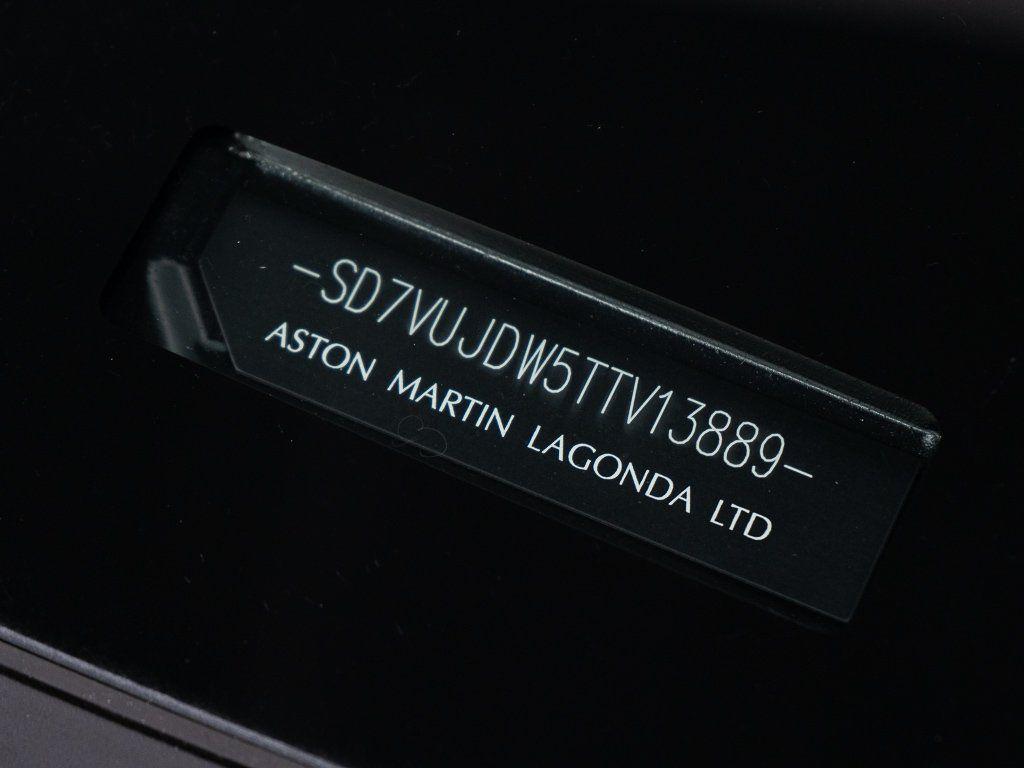 -SD7VUJDW5TTV13889-
ASTON MARTIN LAGONDA LTD